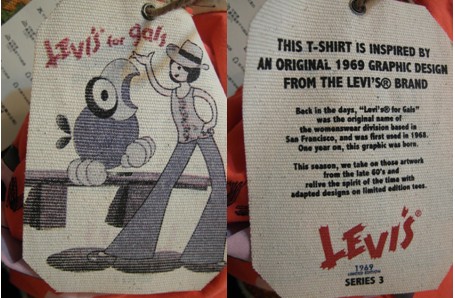 LEVI'S for gals
THIS T-SHIRT IS INSPIRED BY
AN ORIGINAL 1969 GRAPHIC DESIGN
FROM THE LEVI'S® BRAND
Back in the days, "Levi's® for Gals"
was the original name of
the womenswear division based in
San Francisco, and was first used in 1968.
One year on, this graphic was born.
This season, we take on those artwork
from the late 60's and
relive the spirit of the time with
adapted designs on limited edition tees.
LEVI'S®
1969
LIMITED EDITION
SERIES 3